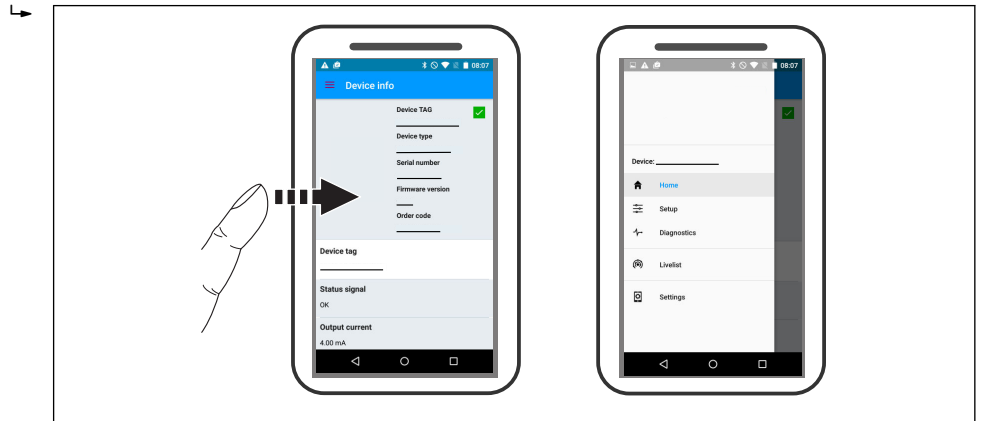 08:07
Device info
Device TAG
Device type
Serial number
Firmware version
Order code
Device tag
Status signal
OK
Output current
4.00 mA
08:07
Device:
Home
Setup
Diagnostics
Livelist
Settings